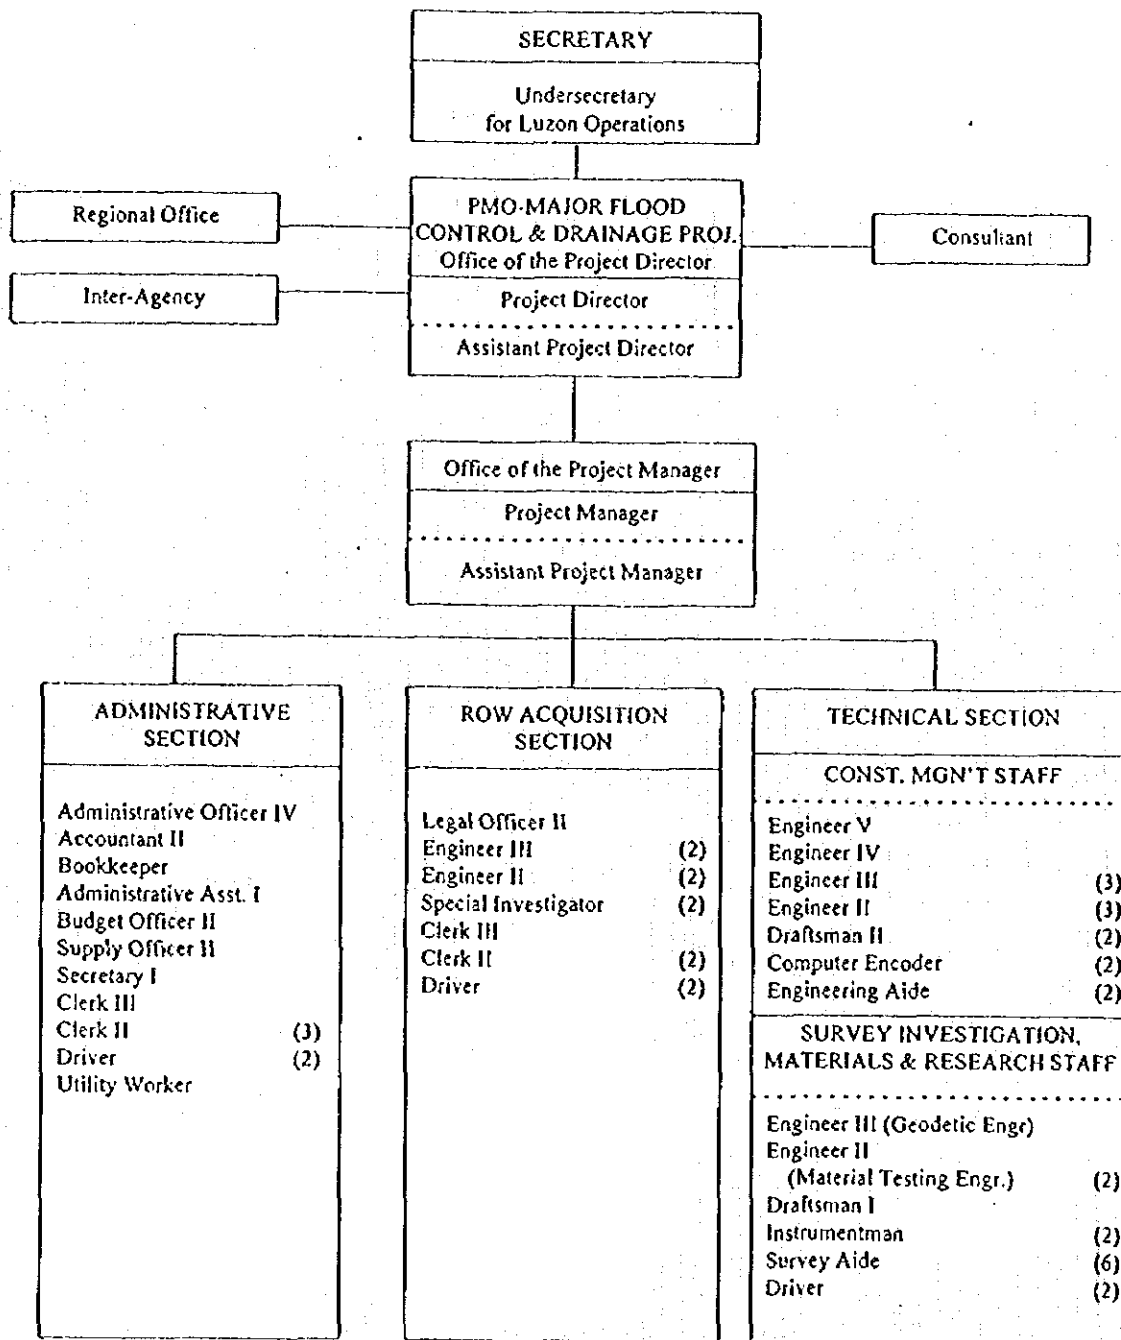 SECRETARY
Undersecretary
for Luzon Operations
Regional Office
Inter-Agency
PMO-MAJOR FLOOD
CONTROL & DRAINAGE PROJ.
Office of the Project Director
Project Director
Assistant Project Director
Consultant
Office of the Project Manager
Project Manager
Assistant Project Manager
ADMINISTRATIVE
SECTION
Administrative Officer IV
Accountant II
Bookkeeper
Administrative Asst. I
Budget Officer II
Supply Officer II
Secretary I
Clerk III
Clerk II (3)
Driver (2)
Utility Worker
ROW ACQUISITION
SECTION
Legal Officer II
Engineer III (2)
Engineer II (2)
Special Investigator (2)
Clerk III
Clerk II (2)
Driver (2)
TECHNICAL SECTION
CONST. MGN'T STAFF
Engineer V
Engineer IV
Engineer III (3)
Engineer II (3)
Draftsman II (2)
Computer Encoder (2)
Engineering Aide (2)
SURVEY INVESTIGATION,
MATERIALS & RESEARCH STAFF
Engineer III (Geodetic Engr)
Engineer II
(Material Testing Engr.) (2)
Draftsman I
Instrumentman (2)
Survey Aide (6)
Driver (2)